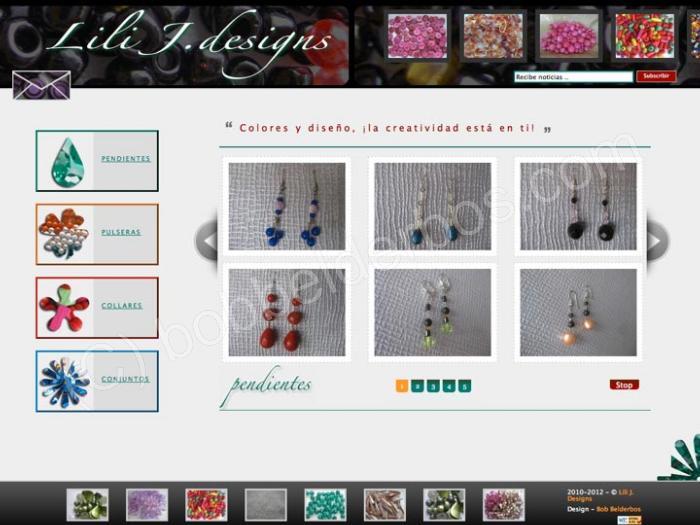 Lili J. designs
Recibe noticias ..
Subscribir
“ Colores y diseño, ¡la creatividad está en ti! ”
PENDIENTES
PULSERAS
COLLARES
CONJUNTOS
pendientes
1 2 3 4 5
Stop
2010-2012 - © Lili J.
Designs
Design - Bob Belderbos
(c) bobbelderbos.com